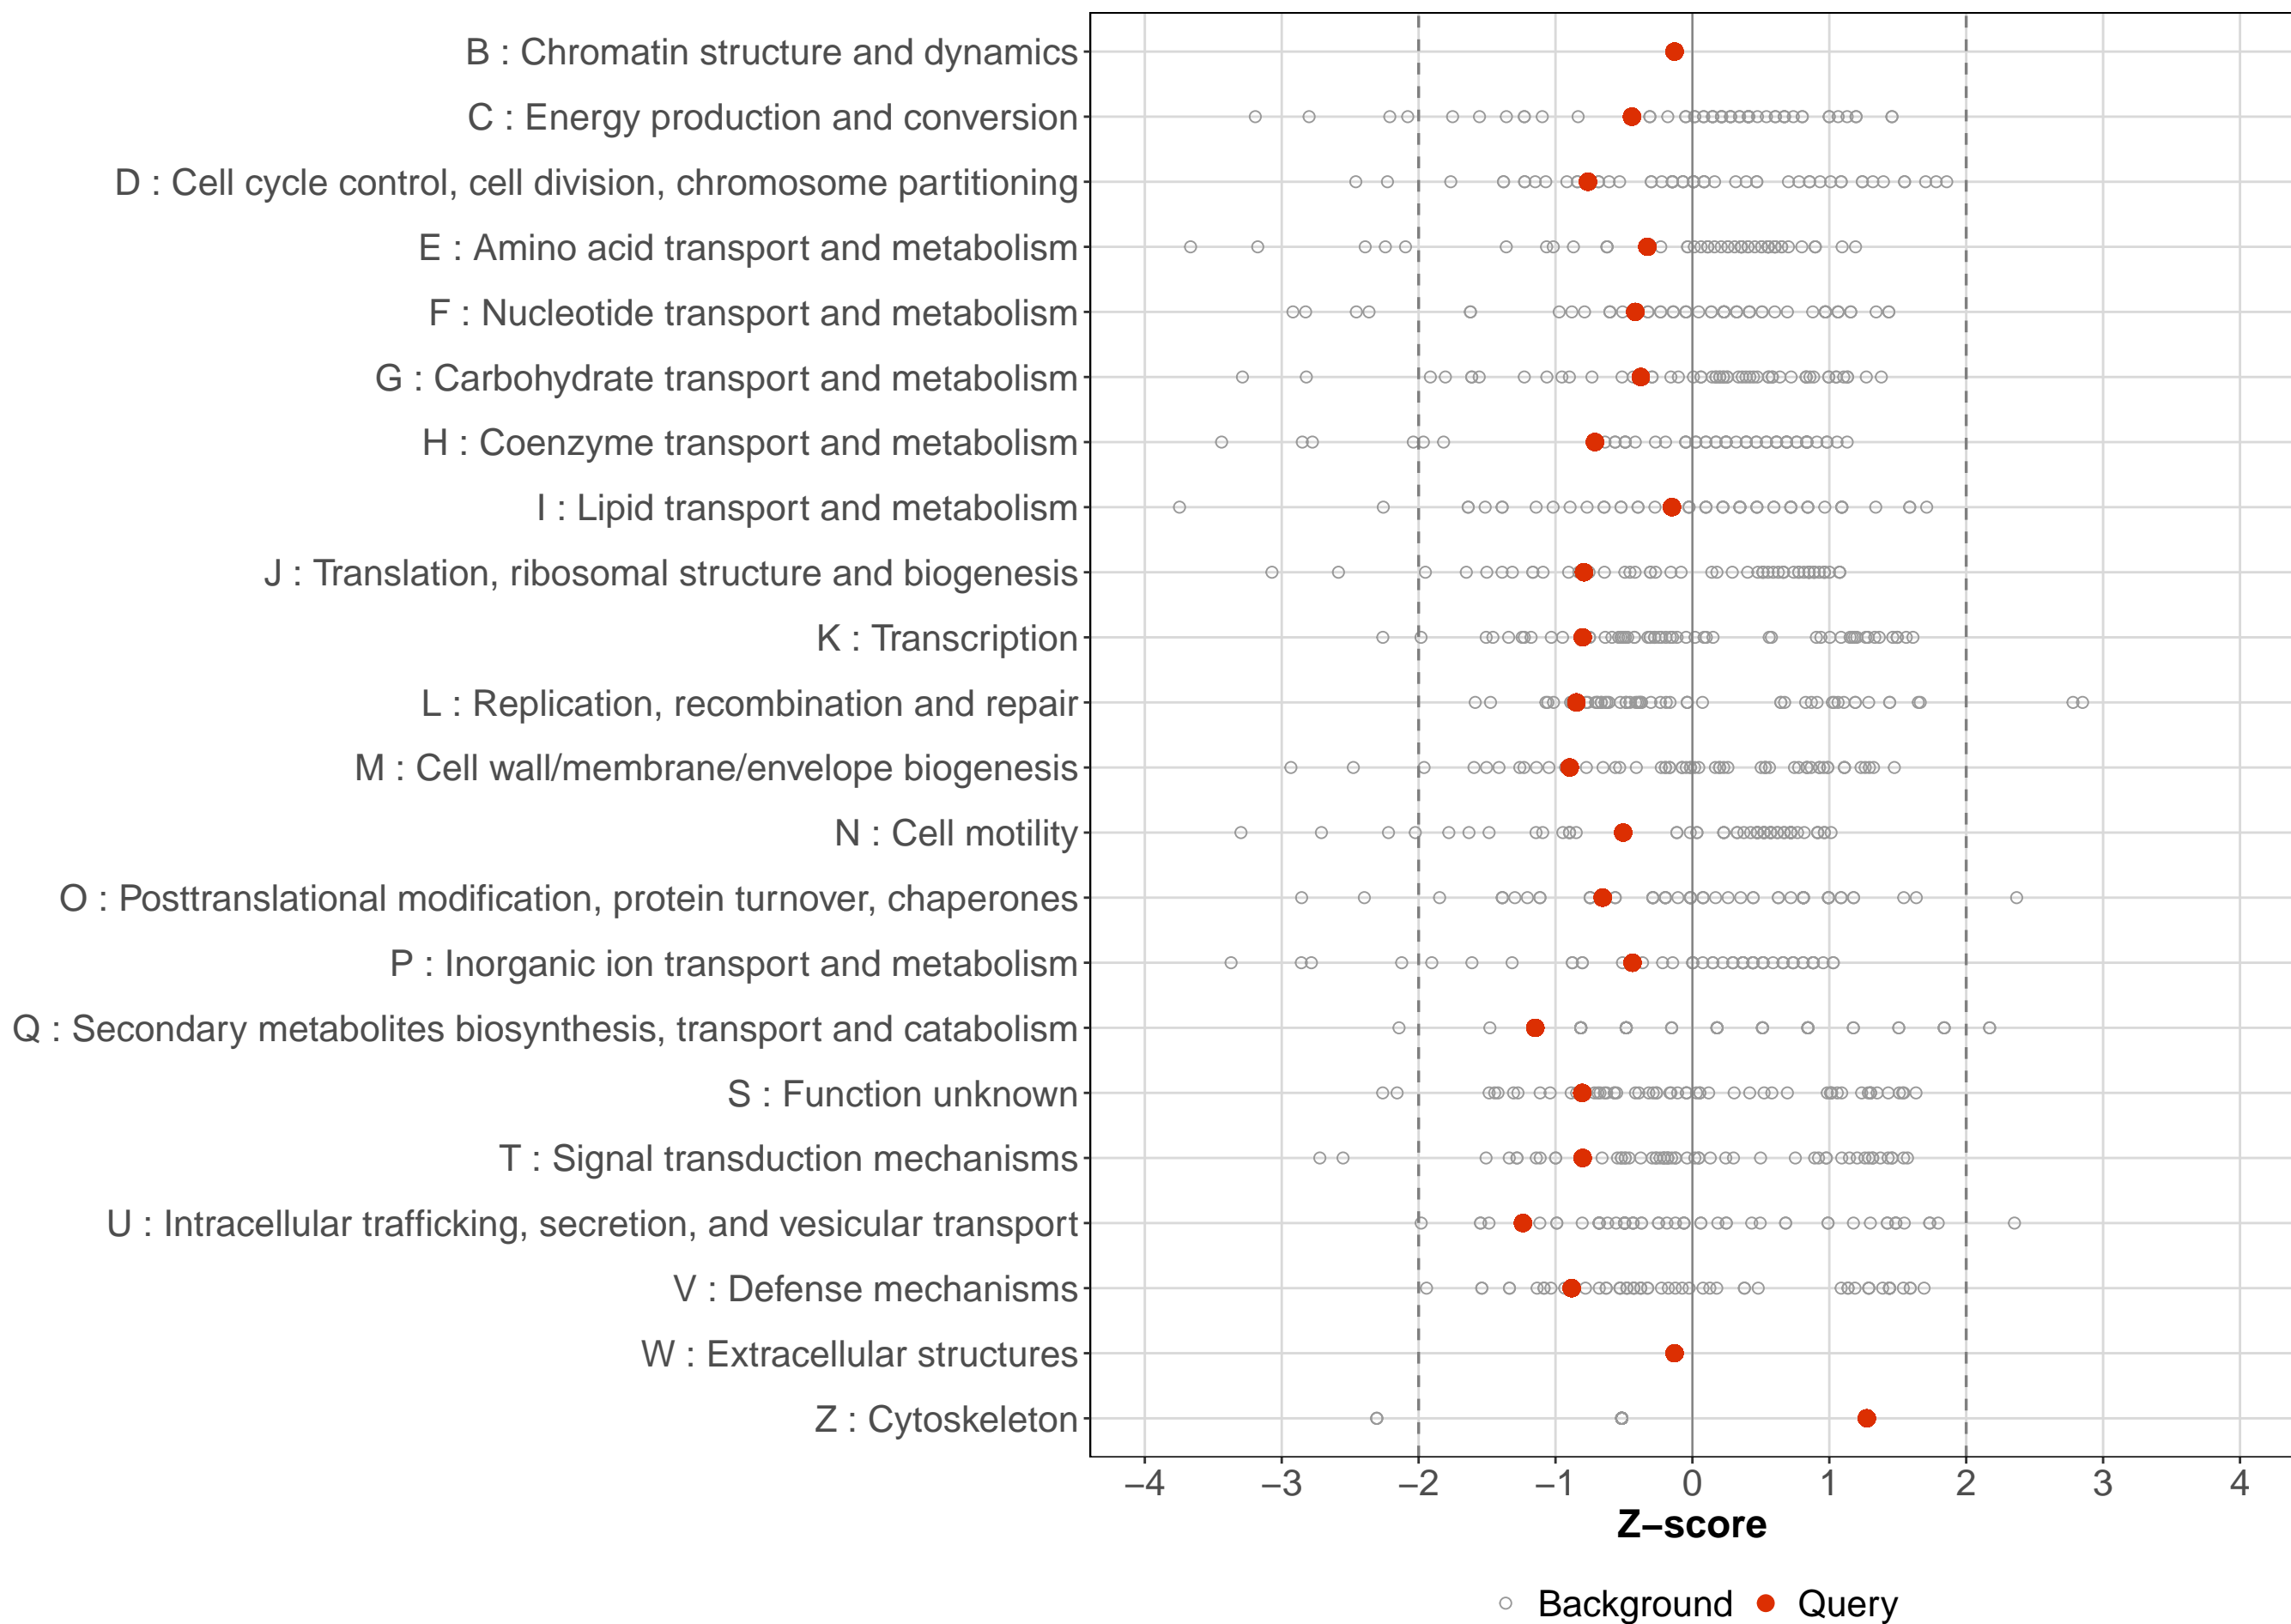 B : Chromatin structure and dynamics
C : Energy production and conversion
D : Cell cycle control, cell division, chromosome partitioning
E : Amino acid transport and metabolism
F : Nucleotide transport and metabolism
G : Carbohydrate transport and metabolism
H : Coenzyme transport and metabolism
I : Lipid transport and metabolism
J : Translation, ribosomal structure and biogenesis
K : Transcription
L : Replication, recombination and repair
M : Cell wall/membrane/envelope biogenesis
N : Cell motility
O : Posttranslational modification, protein turnover, chaperones
P : Inorganic ion transport and metabolism
Q : Secondary metabolites biosynthesis, transport and catabolism
S : Function unknown
T : Signal transduction mechanisms
U : Intracellular trafficking, secretion, and vesicular transport
V : Defense mechanisms
W : Extracellular structures
Z : Cytoskeleton
−4 −3 −2 −1 0 1 2 3 4
Z−score
Background Query